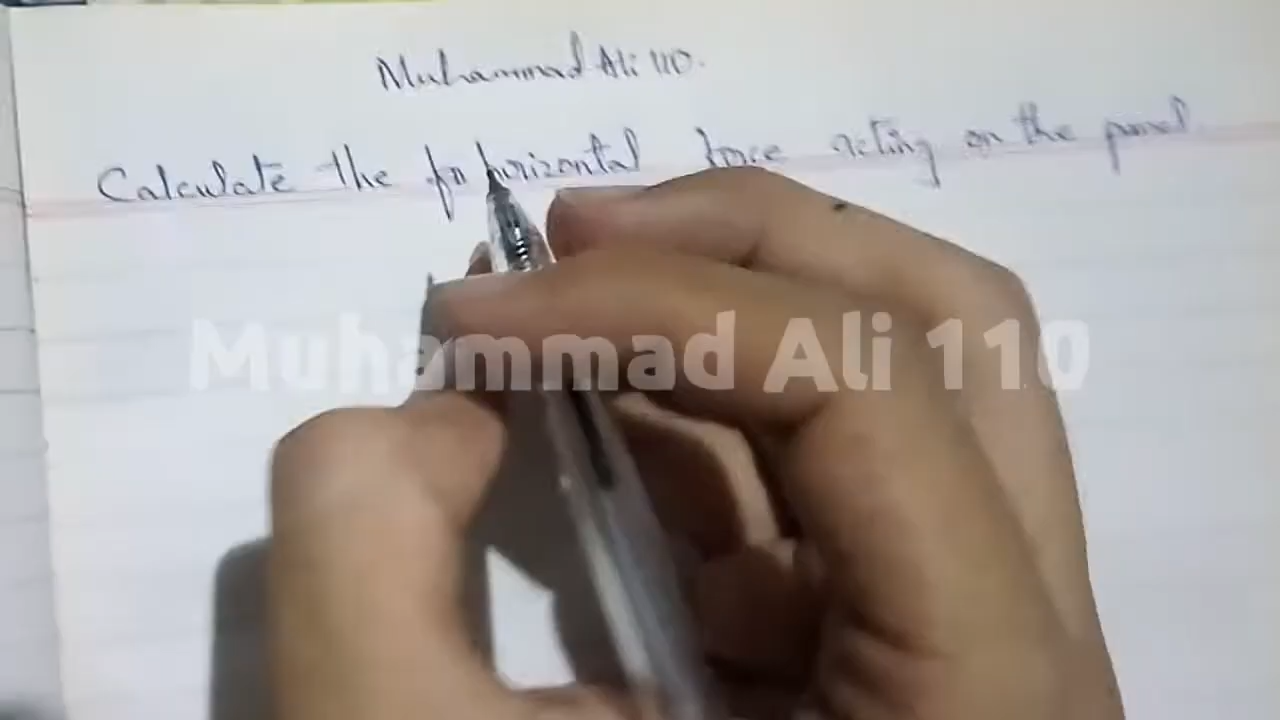 Muhammad Ali 110.
Calculate the fo horizontal force acting on the panel
Muhammad Ali 110